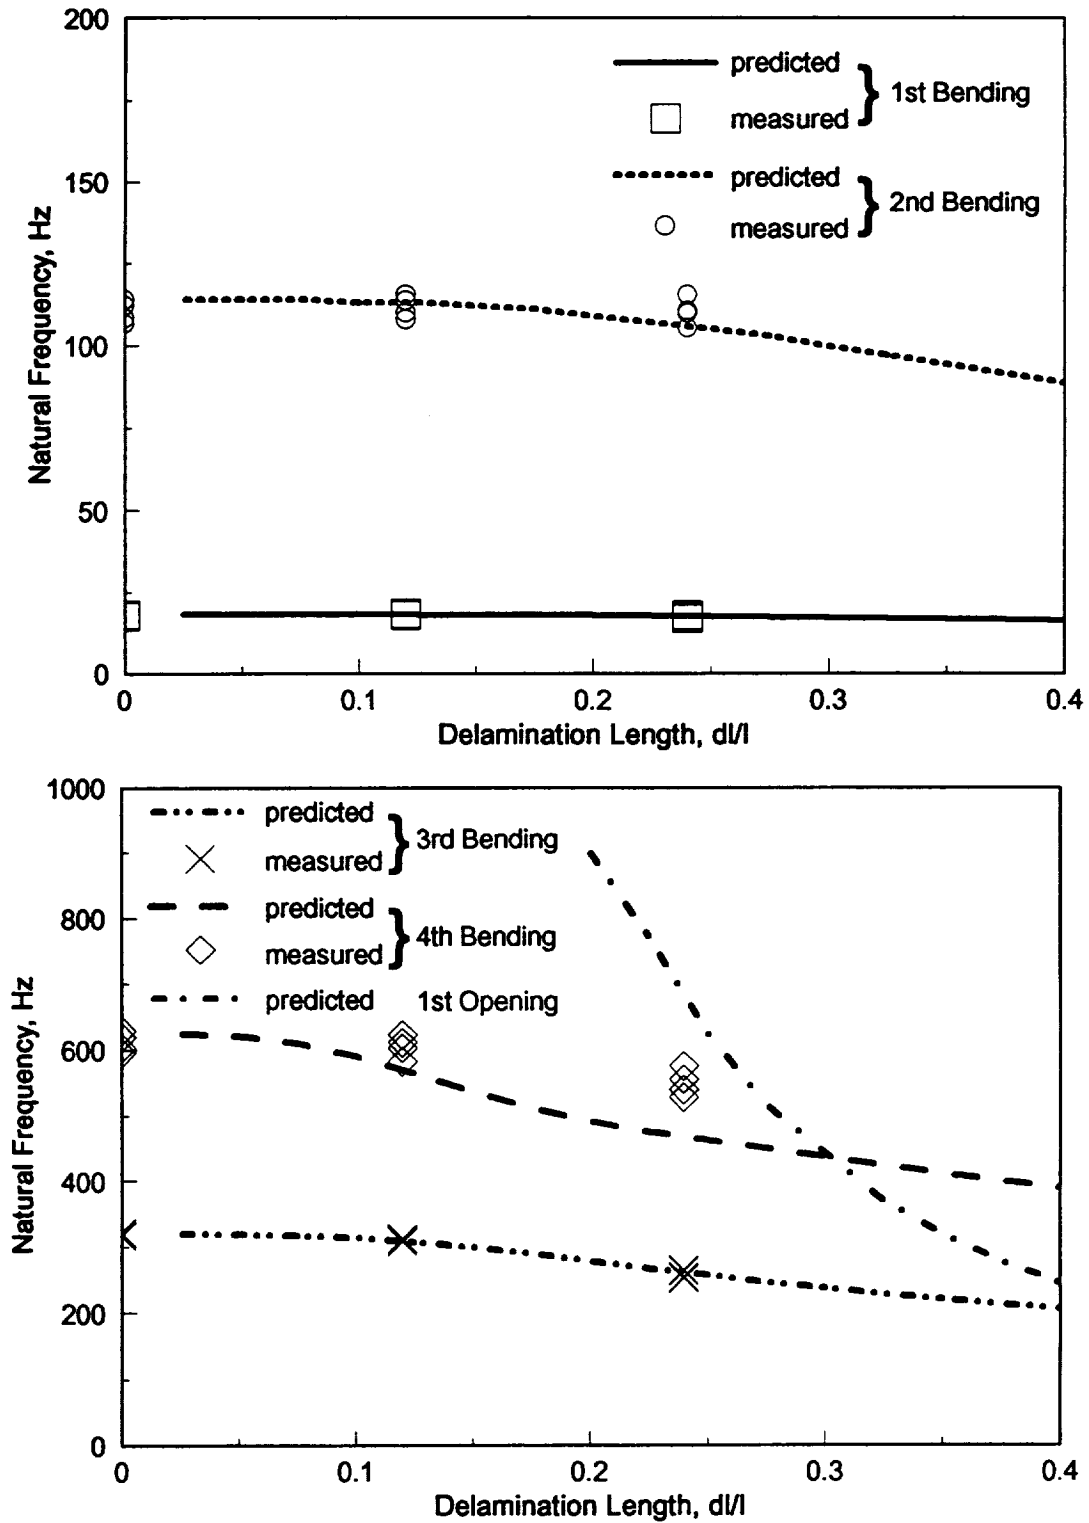 200
150
100
50
0
Natural Frequency, Hz
predicted
measured
1st Bending
predicted
measured
2nd Bending
0 0.1 0.2 0.3 0.4
Delamination Length, dl/l
1000
800
600
400
200
0
Natural Frequency, Hz
predicted
measured
3rd Bending
predicted
measured
4th Bending
predicted 1st Opening
0 0.1 0.2 0.3 0.4
Delamination Length, dl/l